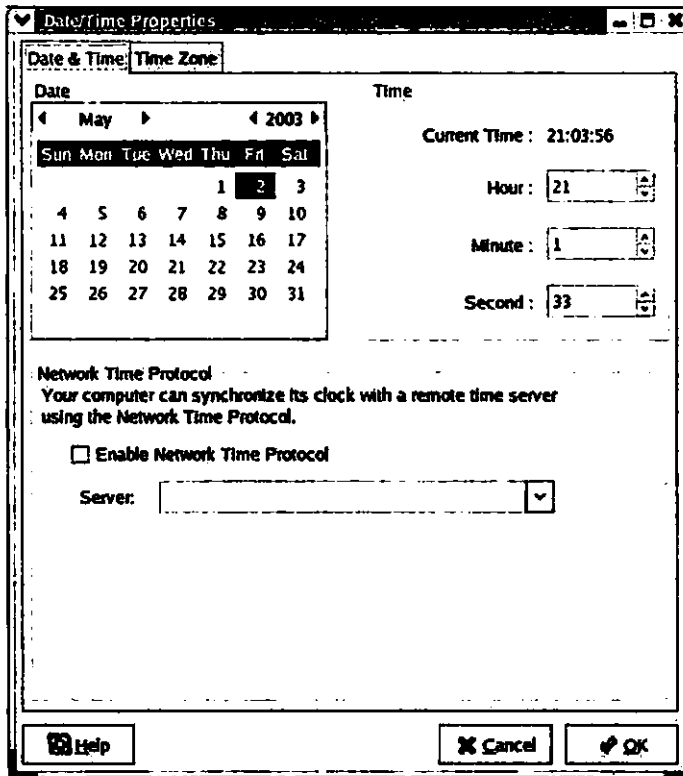 Date/Time Properties
Date & Time Time Zone
Date
May 2003
Sun Mon Tue Wed Thu Fri Sat
1 2 3
4 5 6 7 8 9 10
11 12 13 14 15 16 17
18 19 20 21 22 23 24
25 26 27 28 29 30 31
Time
Current Time : 21:03:56
Hour : 21
Minute : 1
Second : 33
Network Time Protocol
Your computer can synchronize its clock with a remote time server
using the Network Time Protocol.
Enable Network Time Protocol
Server:
Help Cancel OK